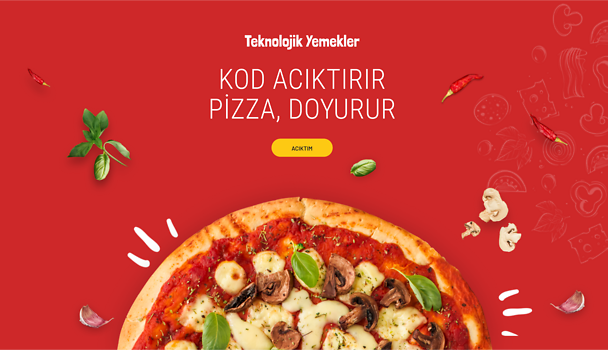 Teknolojik Yemekler
KOD ACIKTIRIR
PİZZA, DOYURUR
ACIKTIM